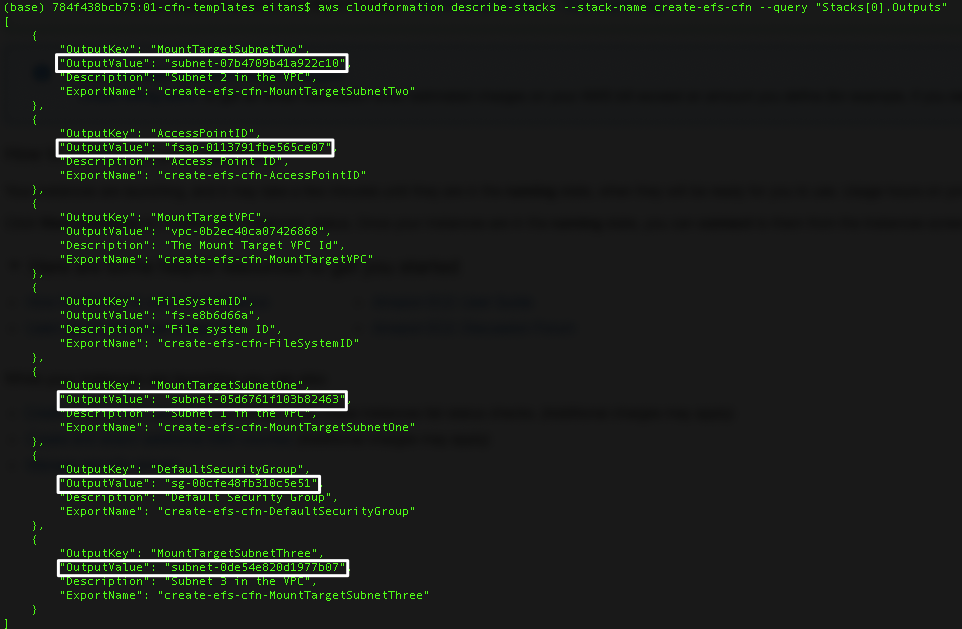 (base) 784f438bcb75:01-cfn-templates eitans$ aws cloudformation describe-stacks --stack-name create-efs-cfn --query "Stacks[0].Outputs"
[
    {
        "OutputKey": "MountTargetSubnetTwo",
        "OutputValue": "subnet-07b4709b41a922c10",
        "Description": "Subnet 2 in the VPC",
        "ExportName": "create-efs-cfn-MountTargetSubnetTwo"
    },
    {
        "OutputKey": "AccessPointID",
        "OutputValue": "fsap-0113791fbe565ce07",
        "Description": "Access Point ID",
        "ExportName": "create-efs-cfn-AccessPointID"
    },
    {
        "OutputKey": "MountTargetVPC",
        "OutputValue": "vpc-0b2ec40ca07426868",
        "Description": "The Mount Target VPC Id",
        "ExportName": "create-efs-cfn-MountTargetVPC"
    },
    {
        "OutputKey": "FileSystemID",
        "OutputValue": "fs-e8b6d66a",
        "Description": "File system ID",
        "ExportName": "create-efs-cfn-FileSystemID"
    },
    {
        "OutputKey": "MountTargetSubnetOne",
        "OutputValue": "subnet-05d6761f103b82463",
        "Description": "Subnet 1 in the VPC",
        "ExportName": "create-efs-cfn-MountTargetSubnetOne"
    },
    {
        "OutputKey": "DefaultSecurityGroup",
        "OutputValue": "sg-00cfe48fb310c5e51",
        "Description": "Default Security Group",
        "ExportName": "create-efs-cfn-DefaultSecurityGroup"
    },
    {
        "OutputKey": "MountTargetSubnetThree",
        "OutputValue": "subnet-0de54e820d1977b07",
        "Description": "Subnet 3 in the VPC",
        "ExportName": "create-efs-cfn-MountTargetSubnetThree"
    }
]